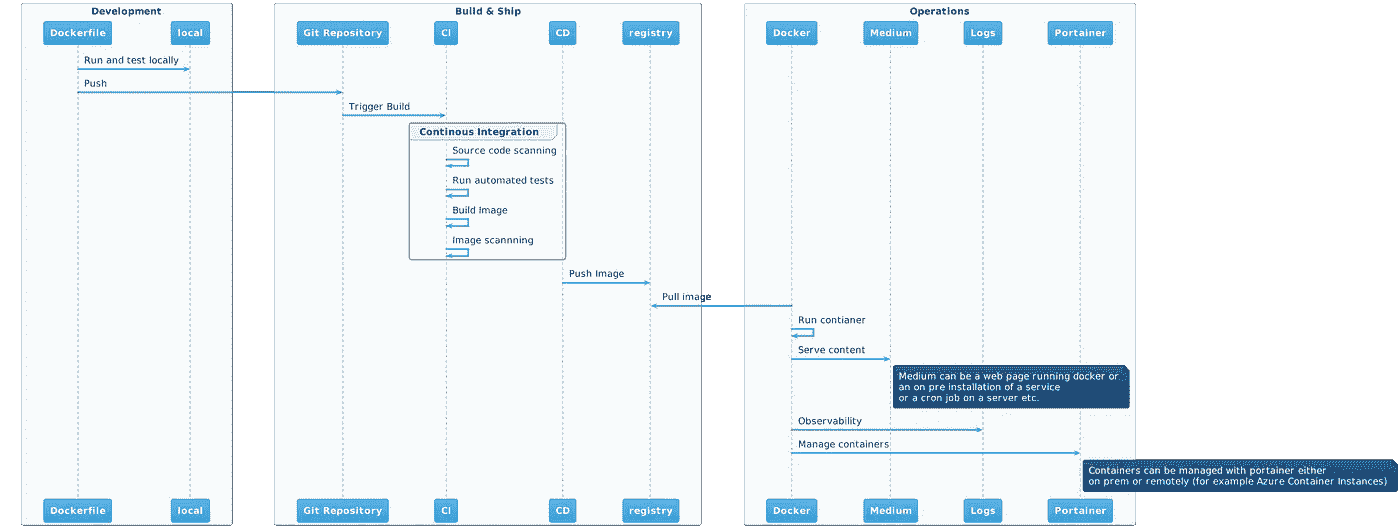 Development
Build & Ship
Operations
Dockerfile
local
Git Repository
CI
CD
registry
Docker
Medium
Logs
Portainer
Run and test locally
Push
Trigger Build
Continous Integration
Source code scanning
Run automated tests
Build Image
Image scannning
Push Image
Pull image
Run contianer
Serve content
Medium can be a web page running docker or
an on pre installation of a service
or a cron job on a server etc.
Observability
Manage containers
Containers can be managed with portainer either
on prem or remotely (for example Azure Container Instances)
Dockerfile
local
Git Repository
CI
CD
registry
Docker
Medium
Logs
Portainer